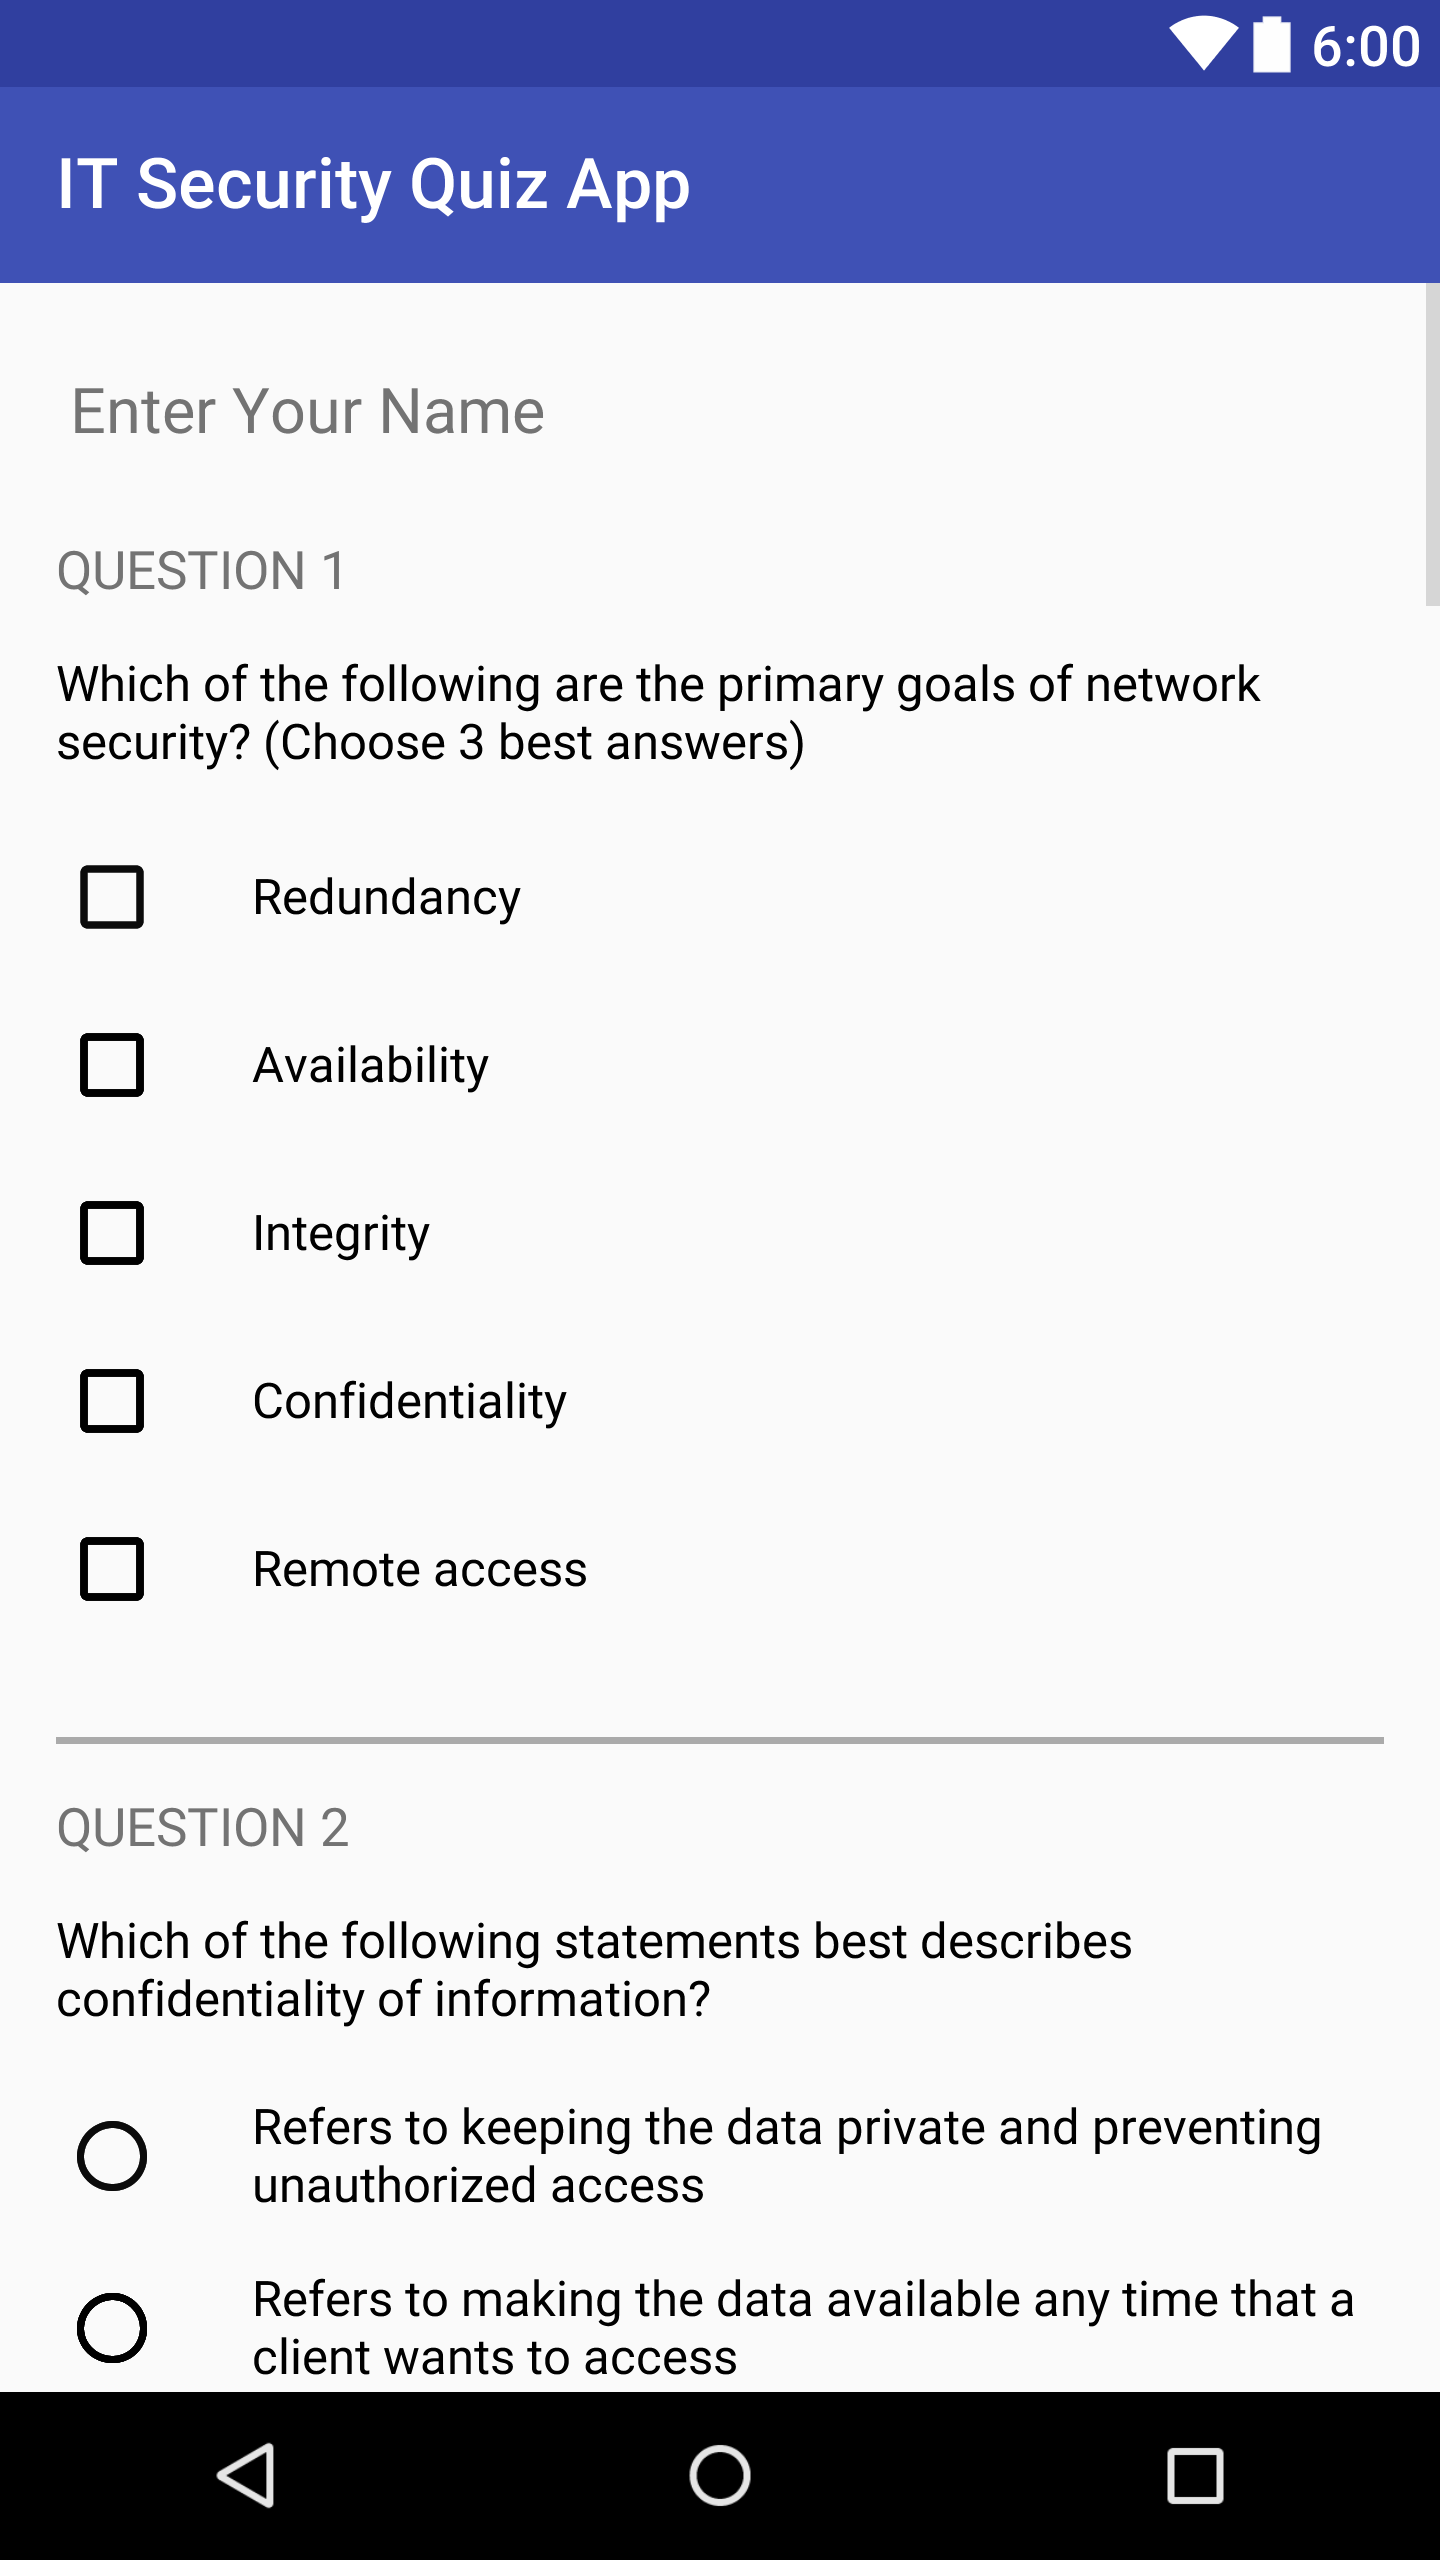 6:00
IT Security Quiz App
Enter Your Name
QUESTION 1
Which of the following are the primary goals of network
security? (Choose 3 best answers)
Redundancy
Availability
Integrity
Confidentiality
Remote access
QUESTION 2
Which of the following statements best describes
confidentiality of information?
Refers to keeping the data private and preventing
unauthorized access
Refers to making the data available any time that a
client wants to access